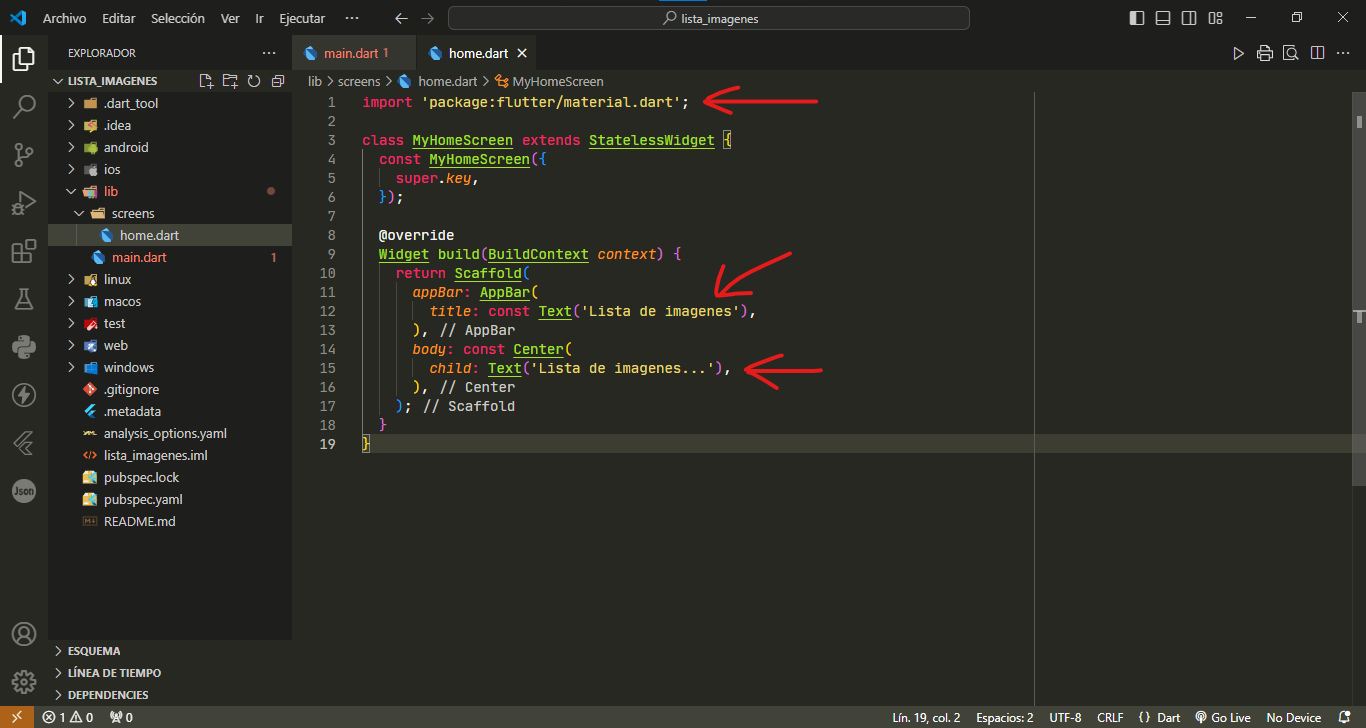 Archivo Editar Selección Ver Ir Ejecutar ··· lista_imagenes
EXPLORADOR ···
LISTA_IMAGENES
.dart_tool
.idea
android
ios
lib
screens
home.dart
main.dart 1
linux
macos
test
web
windows
.gitignore
.metadata
analysis_options.yaml
lista_imagenes.iml
pubspec.lock
pubspec.yaml
README.md
ESQUEMA
LÍNEA DE TIEMPO
DEPENDENCIES
Json
main.dart 1 home.dart
lib > screens > home.dart > MyHomeScreen
1 import 'package:flutter/material.dart';
2
3 class MyHomeScreen extends StatelessWidget {
4 const MyHomeScreen({
5 super.key,
6 });
7
8 @override
9 Widget build(BuildContext context) {
10 return Scaffold(
11 appBar: AppBar(
12 title: const Text('Lista de imagenes'),
13 ), // AppBar
14 body: const Center(
15 child: Text('Lista de imagenes...'),
16 ), // Center
17 ); // Scaffold
18 }
19 }
1 0 0 Lín. 19, col. 2 Espacios: 2 UTF-8 CRLF {} Dart Go Live No Device